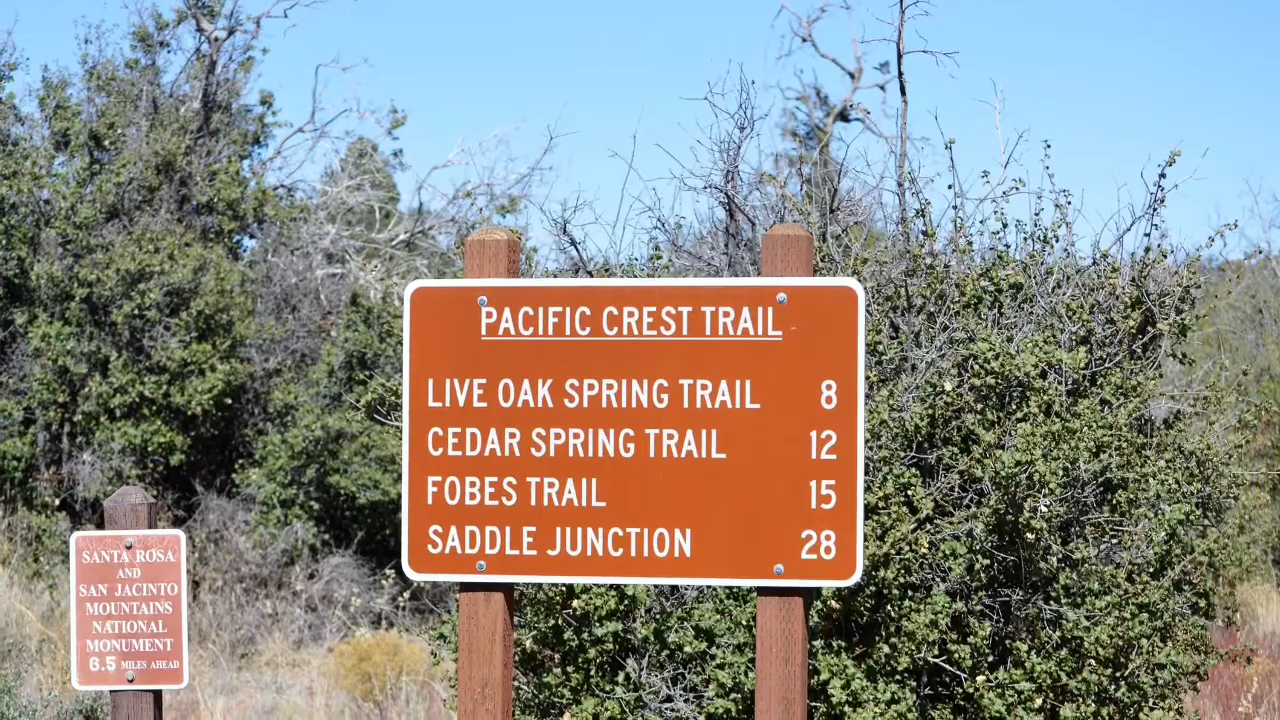 PACIFIC CREST TRAIL
LIVE OAK SPRING TRAIL 8
CEDAR SPRING TRAIL 12
FOBES TRAIL 15
SADDLE JUNCTION 28
SANTA ROSA
AND
SAN JACINTO
MOUNTAINS
NATIONAL
MONUMENT
6.5 MILES AHEAD